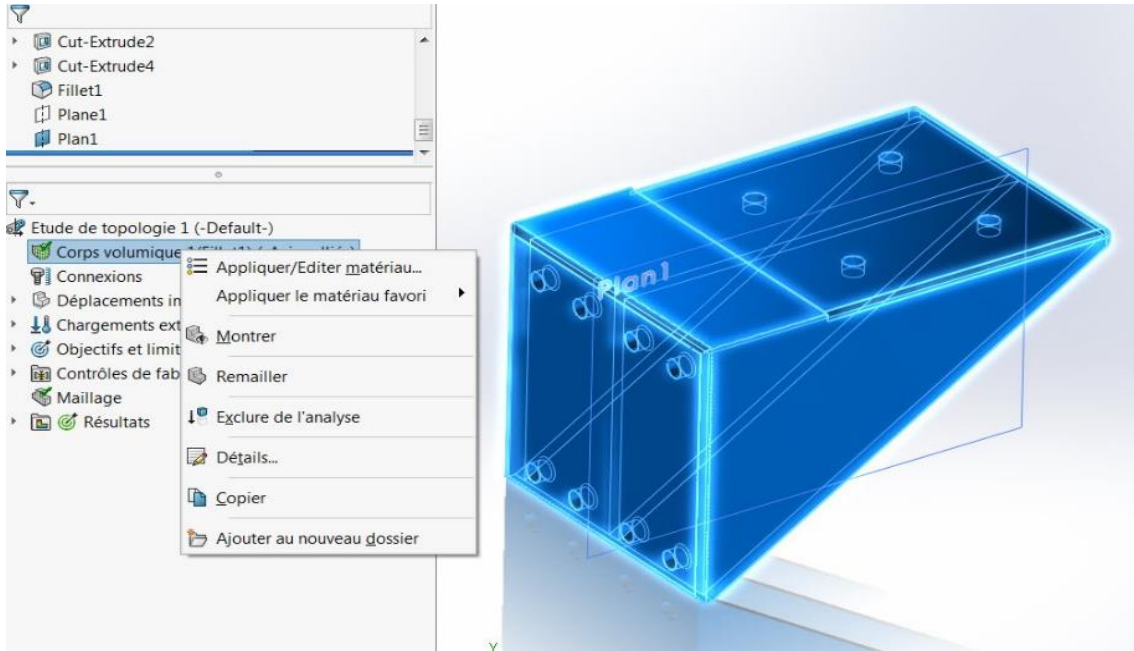 Cut-Extrude2
Cut-Extrude4
Fillet1
Plane1
Plan1
Etude de topologie 1 (-Default-)
Corps volumique
Connexions
Déplacements in
Chargements ext
Objectifs et limit
Contrôles de fab
Maillage
Résultats
Appliquer/Editer matériau...
Appliquer le matériau favori
Montrer
Remailler
Exclure de l'analyse
Détails...
Copier
Ajouter au nouveau dossier
Plan1
Y